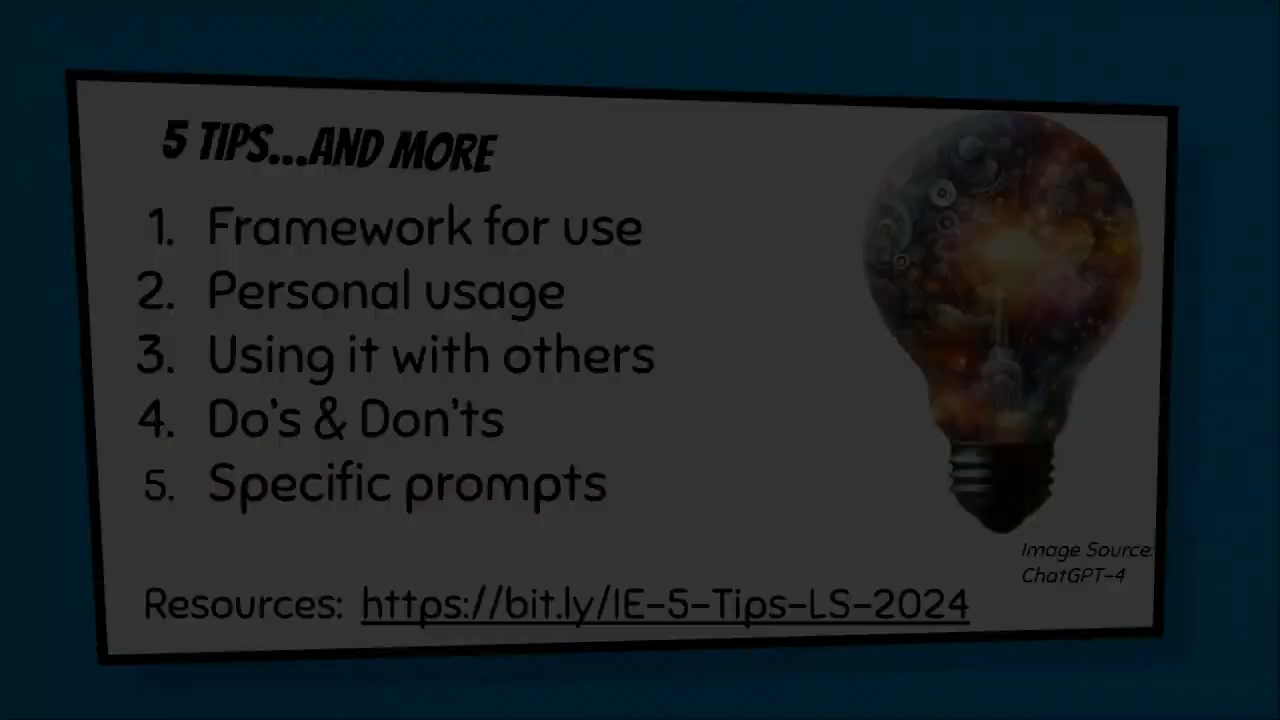 5 TIPS...AND MORE
1. Framework for use
2. Personal usage
3. Using it with others
4. Do's & Don'ts
5. Specific prompts
Image Source:
ChatGPT-4
Resources: https://bit.ly/IE-5-Tips-LS-2024